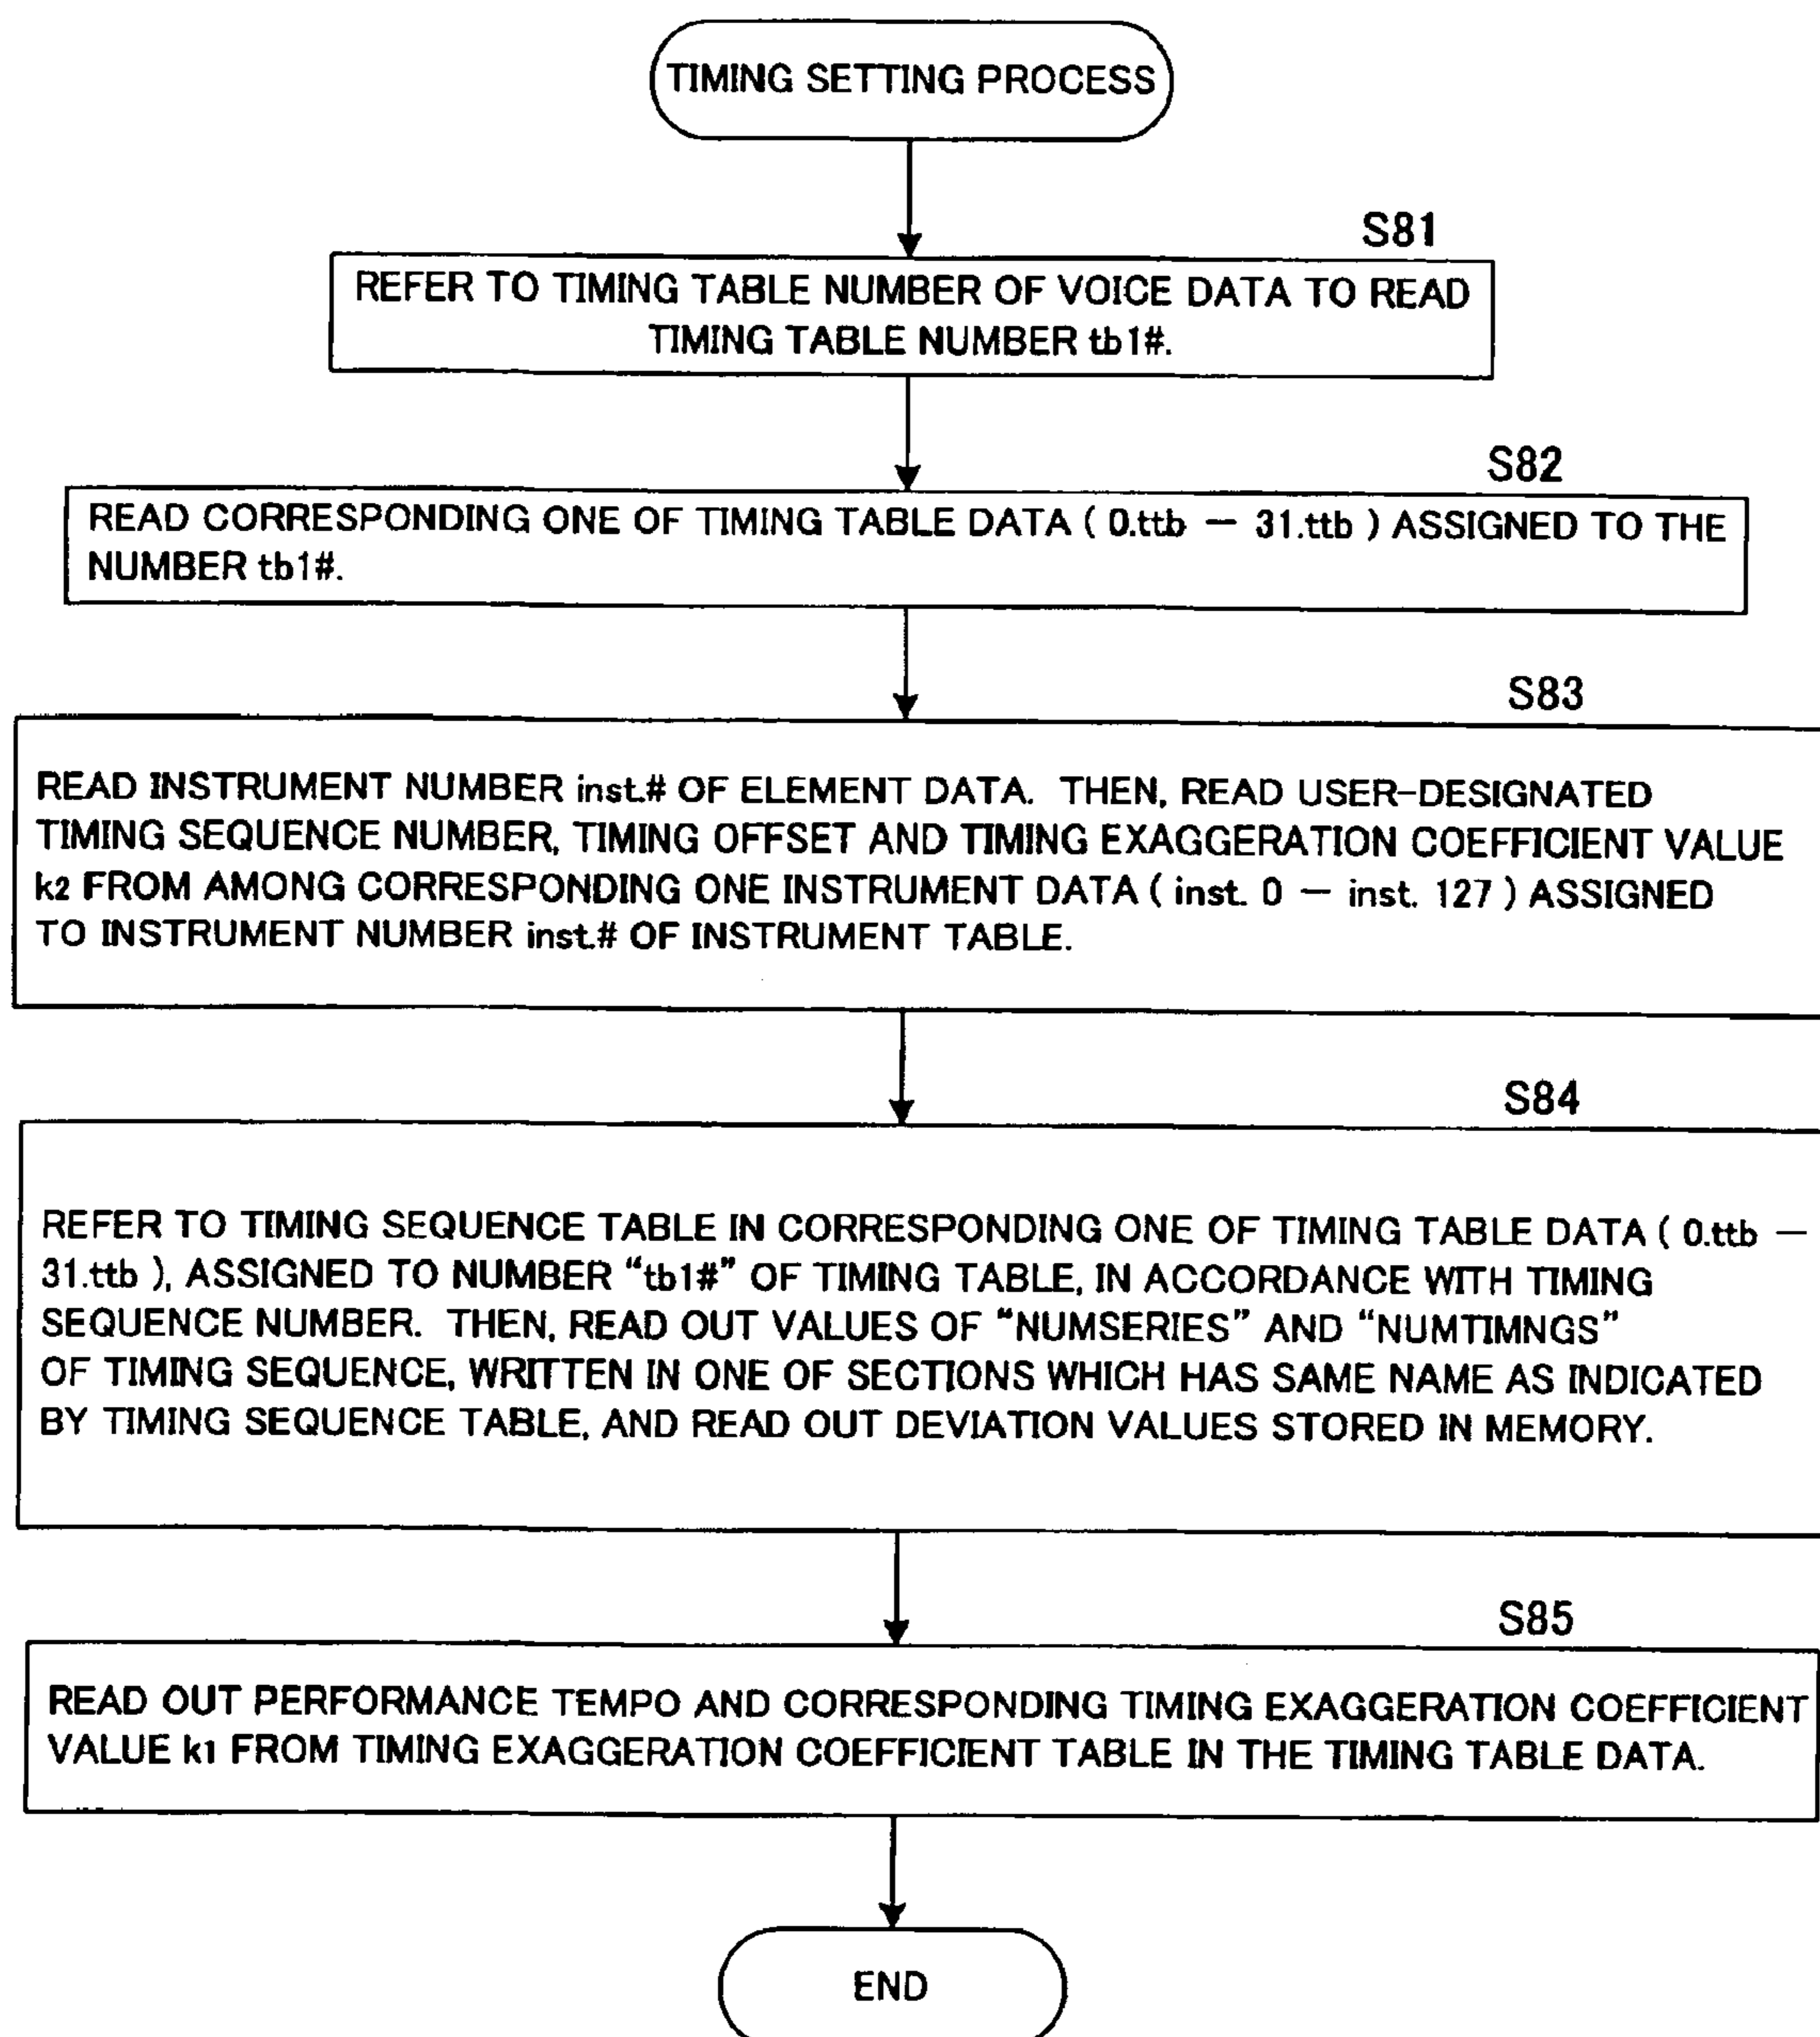 TIMING SETTING PROCESS
S81
REFER TO TIMING TABLE NUMBER OF VOICE DATA TO READ
TIMING TABLE NUMBER tb1#.
S82
READ CORRESPONDING ONE OF TIMING TABLE DATA ( 0.ttb — 31.ttb ) ASSIGNED TO THE
NUMBER tb1#.
S83
READ INSTRUMENT NUMBER inst.# OF ELEMENT DATA. THEN, READ USER-DESIGNATED
TIMING SEQUENCE NUMBER, TIMING OFFSET AND TIMING EXAGGERATION COEFFICIENT VALUE
k2 FROM AMONG CORRESPONDING ONE INSTRUMENT DATA ( inst. 0 — inst. 127 ) ASSIGNED
TO INSTRUMENT NUMBER inst.# OF INSTRUMENT TABLE.
S84
REFER TO TIMING SEQUENCE TABLE IN CORRESPONDING ONE OF TIMING TABLE DATA ( 0.ttb —
31.ttb ), ASSIGNED TO NUMBER “tb1#” OF TIMING TABLE, IN ACCORDANCE WITH TIMING
SEQUENCE NUMBER. THEN, READ OUT VALUES OF “NUMSERIES” AND “NUMTIMNGS”
OF TIMING SEQUENCE, WRITTEN IN ONE OF SECTIONS WHICH HAS SAME NAME AS INDICATED
BY TIMING SEQUENCE TABLE, AND READ OUT DEVIATION VALUES STORED IN MEMORY.
S85
READ OUT PERFORMANCE TEMPO AND CORRESPONDING TIMING EXAGGERATION COEFFICIENT
VALUE k1 FROM TIMING EXAGGERATION COEFFICIENT TABLE IN THE TIMING TABLE DATA.
END